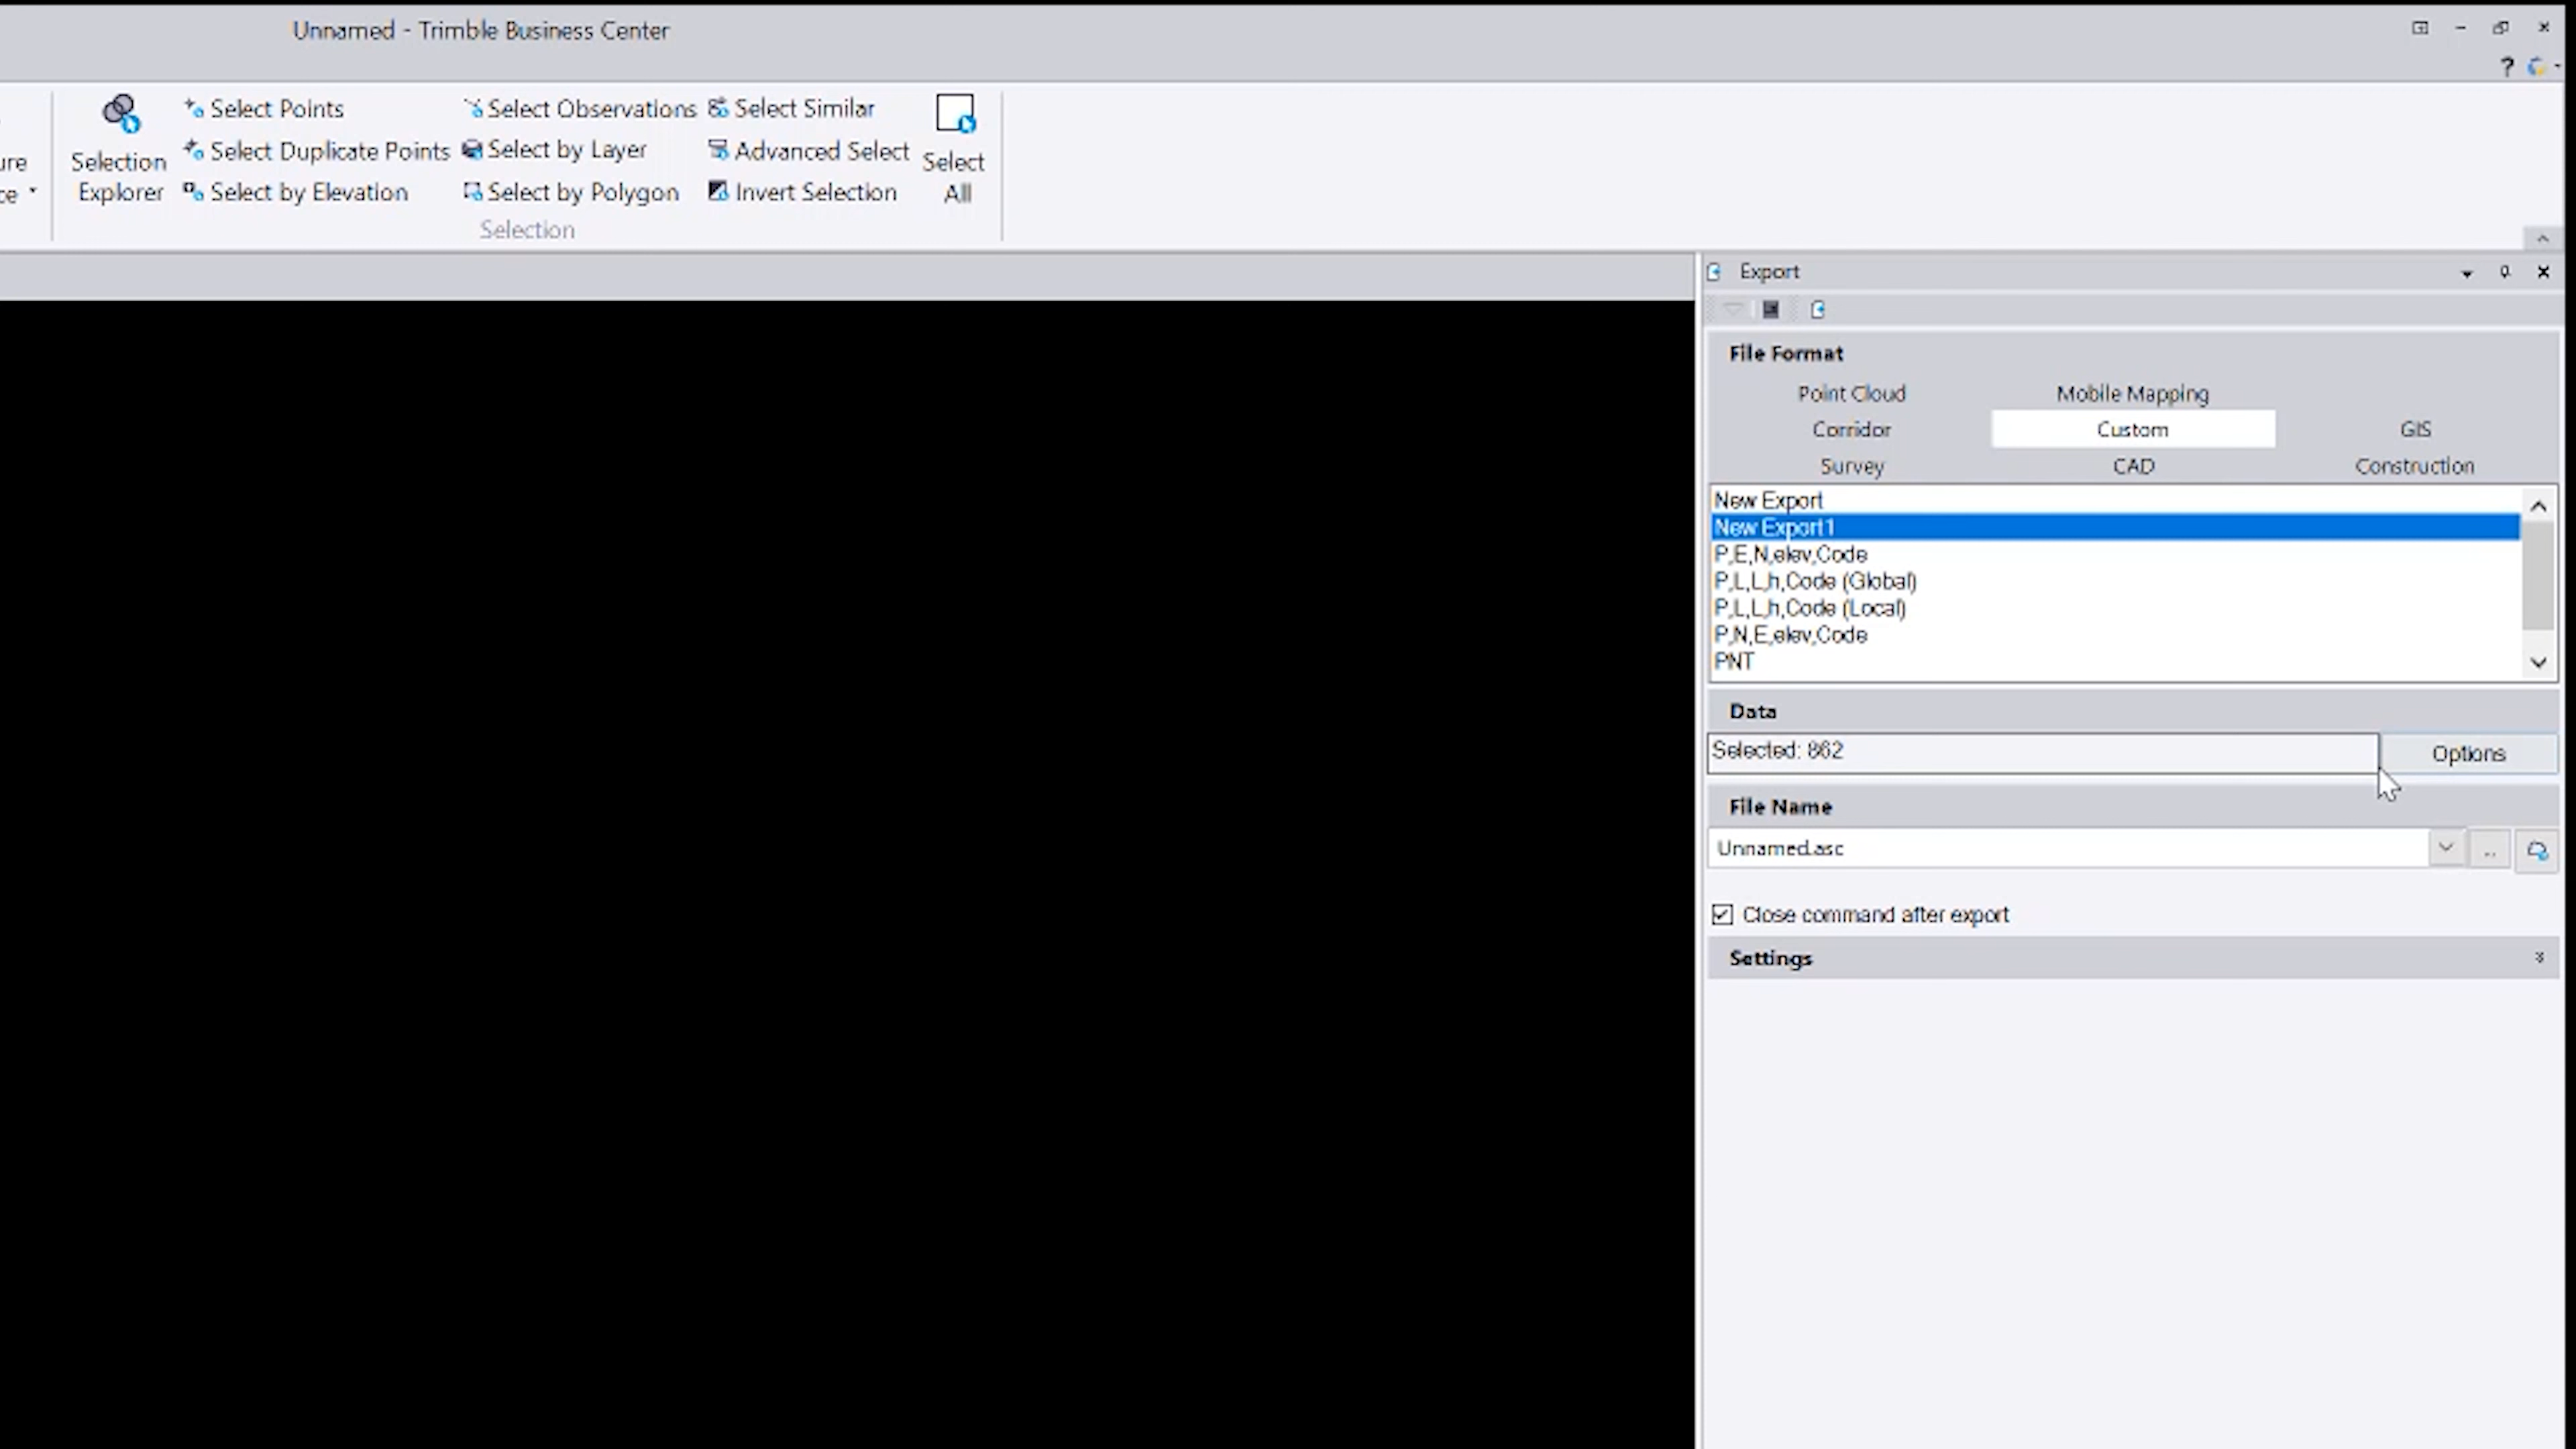 Unnamed - Trimble Business Center
?
ure
ce
Selection
Explorer
Select Points
Select Duplicate Points
Select by Elevation
Select Observations
Select by Layer
Select by Polygon
Select Similar
Advanced Select
Invert Selection
Select
All
Selection
Export
File Format
Point Cloud Mobile Mapping
Corridor Custom GIS
Survey CAD Construction
New Export
New Export1
P,E,N,elev,Code
P,L,L,h,Code (Global)
P,L,L,h,Code (Local)
P,N,E,elev,Code
PNT
Data
Selected: 862 Options
File Name
Unnamed.asc ..
Close command after export
Settings